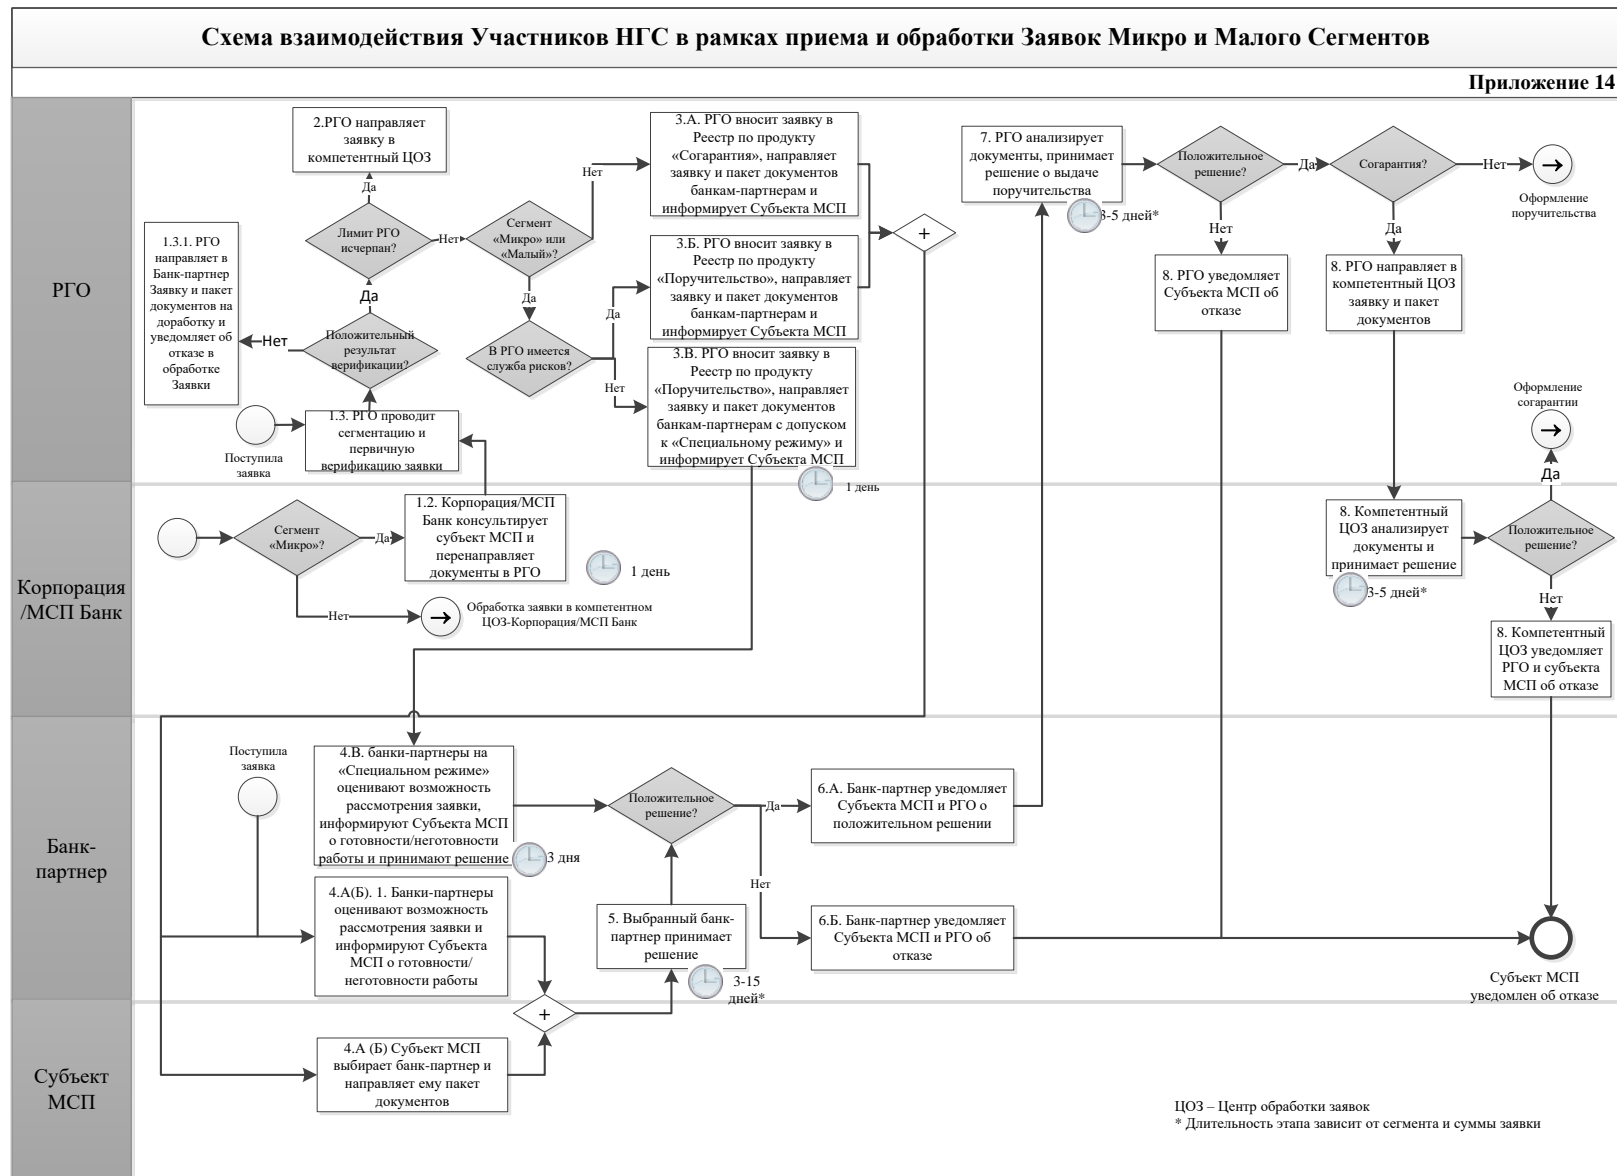 Схема взаимодействия Участников НГС в рамках приема и обработки Заявок Микро и Малого Сегментов
Приложение 14
РГО
2.РГО направляет
заявку в
компетентный ЦОЗ
Да
Лимит РГО
исчерпан?
Нет
Да
1.3.1. РГО
направляет в
Банк-партнер
Заявку и пакет
документов на
доработку и
уведомляет об
отказе в
обработке
Заявки
Нет
Положительный
результат
верификации?
Поступила
заявка
1.3. РГО проводит
сегментацию и
первичную
верификацию заявки
Сегмент
«Микро» или
«Малый»?
Нет
Да
В РГО имеется
служба рисков?
Да
Нет
3.А. РГО вносит заявку в
Реестр по продукту
«Согарантия», направляет
заявку и пакет документов
банкам-партнерам и
информирует Субъекта МСП
3.Б. РГО вносит заявку в
Реестр по продукту
«Поручительство», направляет
заявку и пакет документов
банкам-партнерам и
информирует Субъекта МСП
3.В. РГО вносит заявку в
Реестр по продукту
«Поручительство», направляет
заявку и пакет документов
банкам-партнерам с допуском
к «Специальному режиму» и
информирует Субъекта МСП
1 день
+
7. РГО анализирует
документы, принимает
решение о выдаче
поручительства
3-5 дней*
Положительное
решение?
Да
Нет
8. РГО уведомляет
Субъекта МСП об
отказе
Согарантия?
Нет
Оформление
поручительства
Да
8. РГО направляет в
компетентный ЦОЗ
заявку и пакет
документов
Оформление
согарантии
Да
Корпорация
/МСП Банк
Сегмент
«Микро»?
Да
1.2. Корпорация/МСП
Банк консультирует
субъект МСП и
перенаправляет
документы в РГО
1 день
Нет
Обработка заявки в компетентном
ЦОЗ-Корпорация/МСП Банк
8. Компетентный
ЦОЗ анализирует
документы и
принимает решение
3-5 дней*
Положительное
решение?
Нет
8. Компетентный
ЦОЗ уведомляет
РГО и субъекта
МСП об отказе
Банк-
партнер
Поступила
заявка
4.В. банки-партнеры на
«Специальном режиме»
оценивают возможность
рассмотрения заявки,
информируют Субъекта МСП
о готовности/неготовности
работы и принимают решение
3 дня
4.А(Б). 1. Банки-партнеры
оценивают возможность
рассмотрения заявки и
информируют Субъекта
МСП о готовности/
неготовности работы
Положительное
решение?
Да
Нет
5. Выбранный банк-
партнер принимает
решение
3-15
дней*
6.А. Банк-партнер уведомляет
Субъекта МСП и РГО о
положительном решении
6.Б. Банк-партнер уведомляет
Субъекта МСП и РГО об
отказе
Субъект МСП
уведомлен об отказе
+
Субъект
МСП
4.А (Б) Субъект МСП
выбирает банк-партнер и
направляет ему пакет
документов
ЦОЗ – Центр обработки заявок
* Длительность этапа зависит от сегмента и суммы заявки